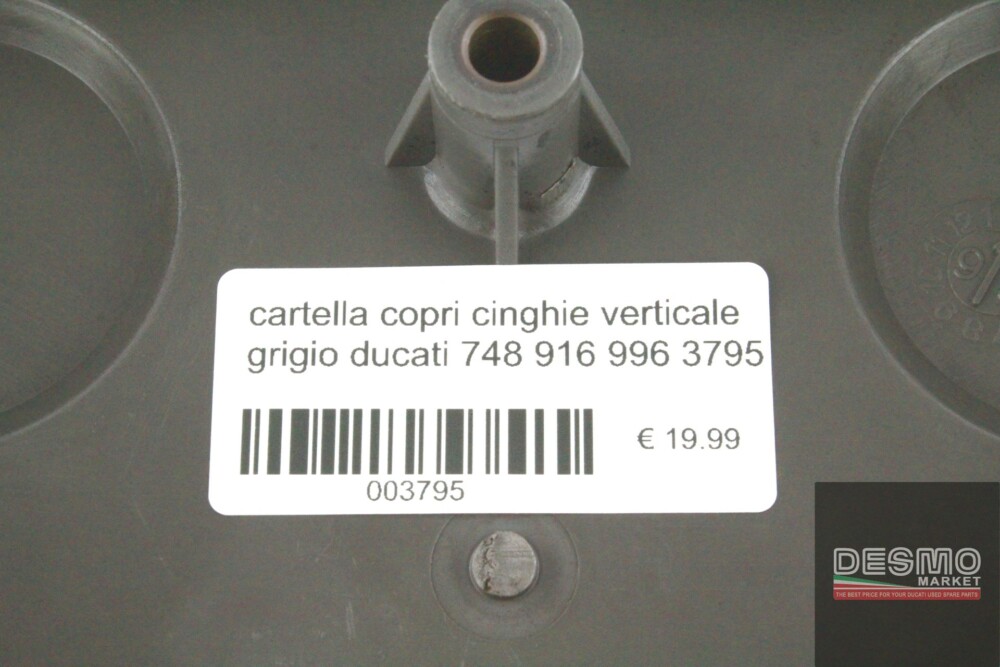 cartella copri cinghie verticale
grigio ducati 748 916 996 3795
€ 19.99
003795
DESMO
MARKET
THE BEST PRICE FOR YOUR DUCATI USED SPARE PARTS